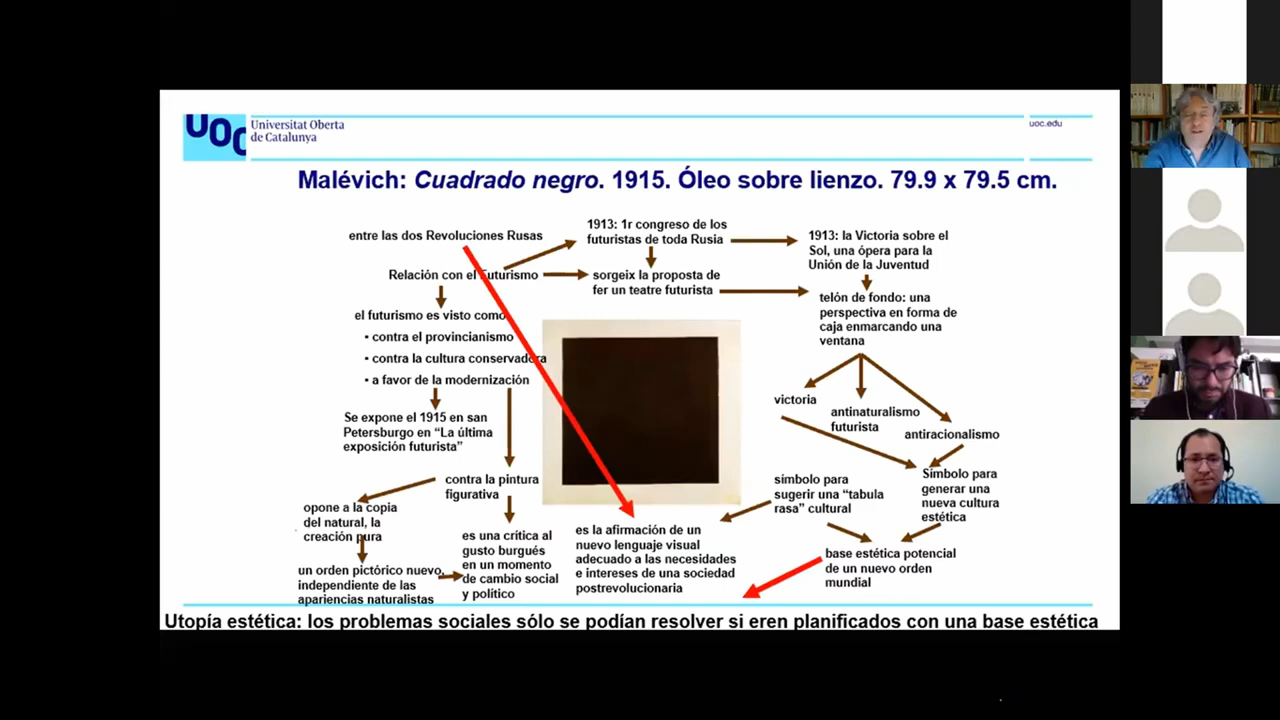 UOC
Universitat Oberta
de Catalunya
uoc.edu
Malévich: Cuadrado negro. 1915. Óleo sobre lienzo. 79.9 x 79.5 cm.
entre las dos Revoluciones Rusas
1913: 1r congreso de los
futuristas de toda Rusia
1913: la Victoria sobre el
Sol, una ópera para la
Unión de la Juventud
Relación con el Futurismo
sorgeix la proposta de
fer un teatre futurista
telón de fondo: una
perspectiva en forma de
caja enmarcando una
ventana
el futurismo es visto como
• contra el provincianismo
• contra la cultura conservadora
• a favor de la modernización
Se expone el 1915 en san
Petersburgo en “La última
exposición futurista”
victoria
antinaturalismo
futurista
antiracionalismo
contra la pintura
figurativa
símbolo para
sugerir una “tabula
rasa” cultural
Símbolo para
generar una
nueva cultura
estética
opone a la copia
del natural, la
creación pura
es una crítica al
gusto burgués
en un momento
de cambio social
y político
es la afirmación de un
nuevo lenguaje visual
adecuado a las necesidades
e intereses de una sociedad
postrevolucionaria
base estética potencial
de un nuevo orden
mundial
un orden pictórico nuevo,
independiente de las
apariencias naturalistas
Utopía estética: los problemas sociales sólo se podían resolver si eren planificados con una base estética